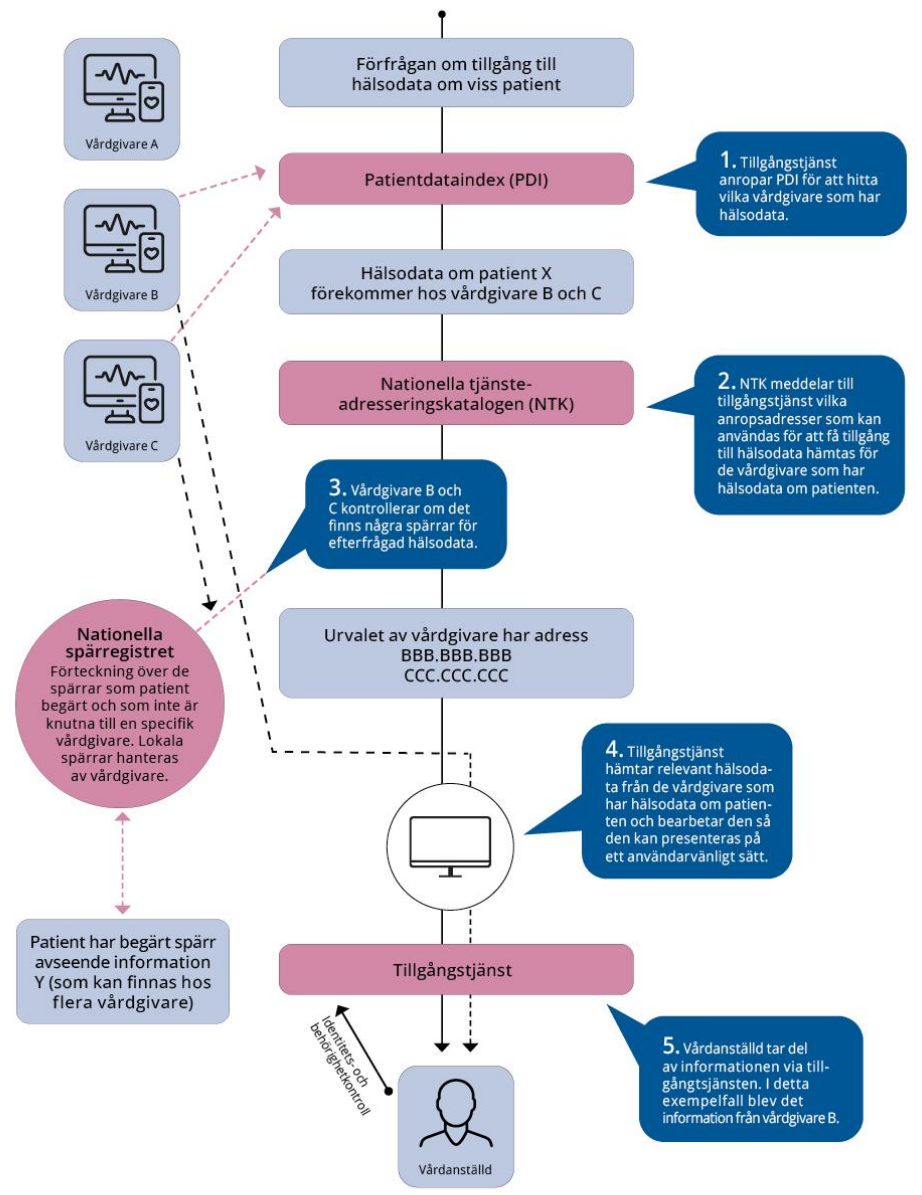 Förfrågan om tillgång till
hälsodata om viss patient
Vårdgivare A
Patientdataindex (PDI)
1. Tillgångstjänst
anropar PDI för att hitta
vilka vårdgivare som har
hälsodata.
Vårdgivare B
Hälsodata om patient X
förekommer hos vårdgivare B och C
Vårdgivare C
Nationella tjänste-
adresseringskatalogen (NTK)
2. NTK meddelar till
tillgångstjänst vilka
anropsadresser som kan
användas för att få tillgång
till hälsodata hämtas för
de vårdgivare som har
hälsodata om patienten.
3. Vårdgivare B och
C kontrollerar om det
finns några spärrar för
efterfrågad hälsodata.
Nationella
spärregistret
Förteckning över de
spärrar som patient
begärt och som inte är
knutna till en specifik
vårdgivare. Lokala
spärrar hanteras
av vårdgivare.
Urvalet av vårdgivare har adress
BBB.BBB.BBB
CCC.CCC.CCC
4. Tillgångstjänst
hämtar relevant hälsoda-
ta från de vårdgivare som
har hälsodata om patien-
ten och bearbetar den så
den kan presenteras på
ett användarvänligt sätt.
Patient har begärt spärr
avseende information
Y (som kan finnas hos
flera vårdgivare)
Tillgångstjänst
Identitets- och
behörighetkontroll
5. Vårdanställd tar del
av informationen via till-
gångtsjänsten. I detta
exempelfall blev det
information från vårdgivare B.
Vårdanställd